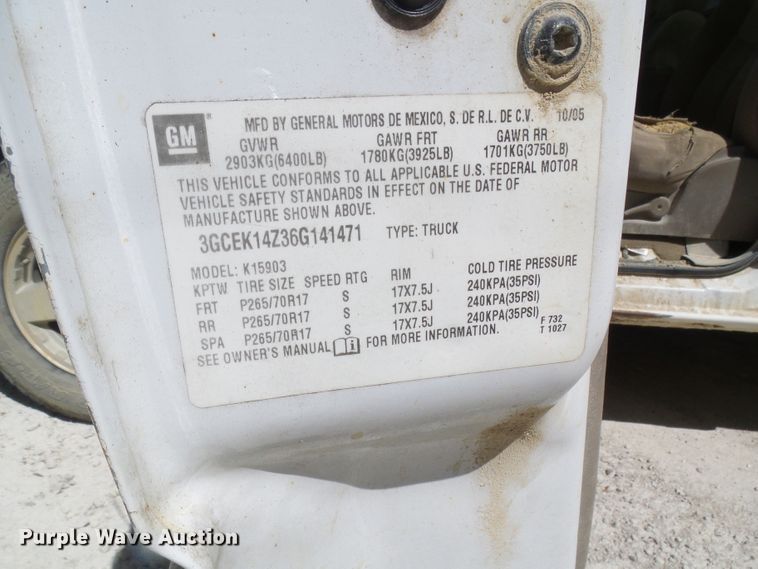 GM
MFD BY GENERAL MOTORS DE MEXICO, S. DE R.L. DE C.V. 10/05
GVWR GAWR FRT GAWR RR
2903KG(6400LB) 1780KG(3925LB) 1701KG(3750LB)
THIS VEHICLE CONFORMS TO ALL APPLICABLE U.S. FEDERAL MOTOR
VEHICLE SAFETY STANDARDS IN EFFECT ON THE DATE OF
MANUFACTURE SHOWN ABOVE.
3GCEK14Z36G141471 TYPE: TRUCK
MODEL: K15903
KPTW TIRE SIZE SPEED RTG RIM COLD TIRE PRESSURE
FRT P265/70R17 S 17X7.5J 240KPA(35PSI)
RR P265/70R17 S 17X7.5J 240KPA(35PSI)
SPA P265/70R17 S 17X7.5J 240KPA(35PSI)
SEE OWNER'S MANUAL i FOR MORE INFORMATION.
F 732
T 1027
Purple Wave Auction